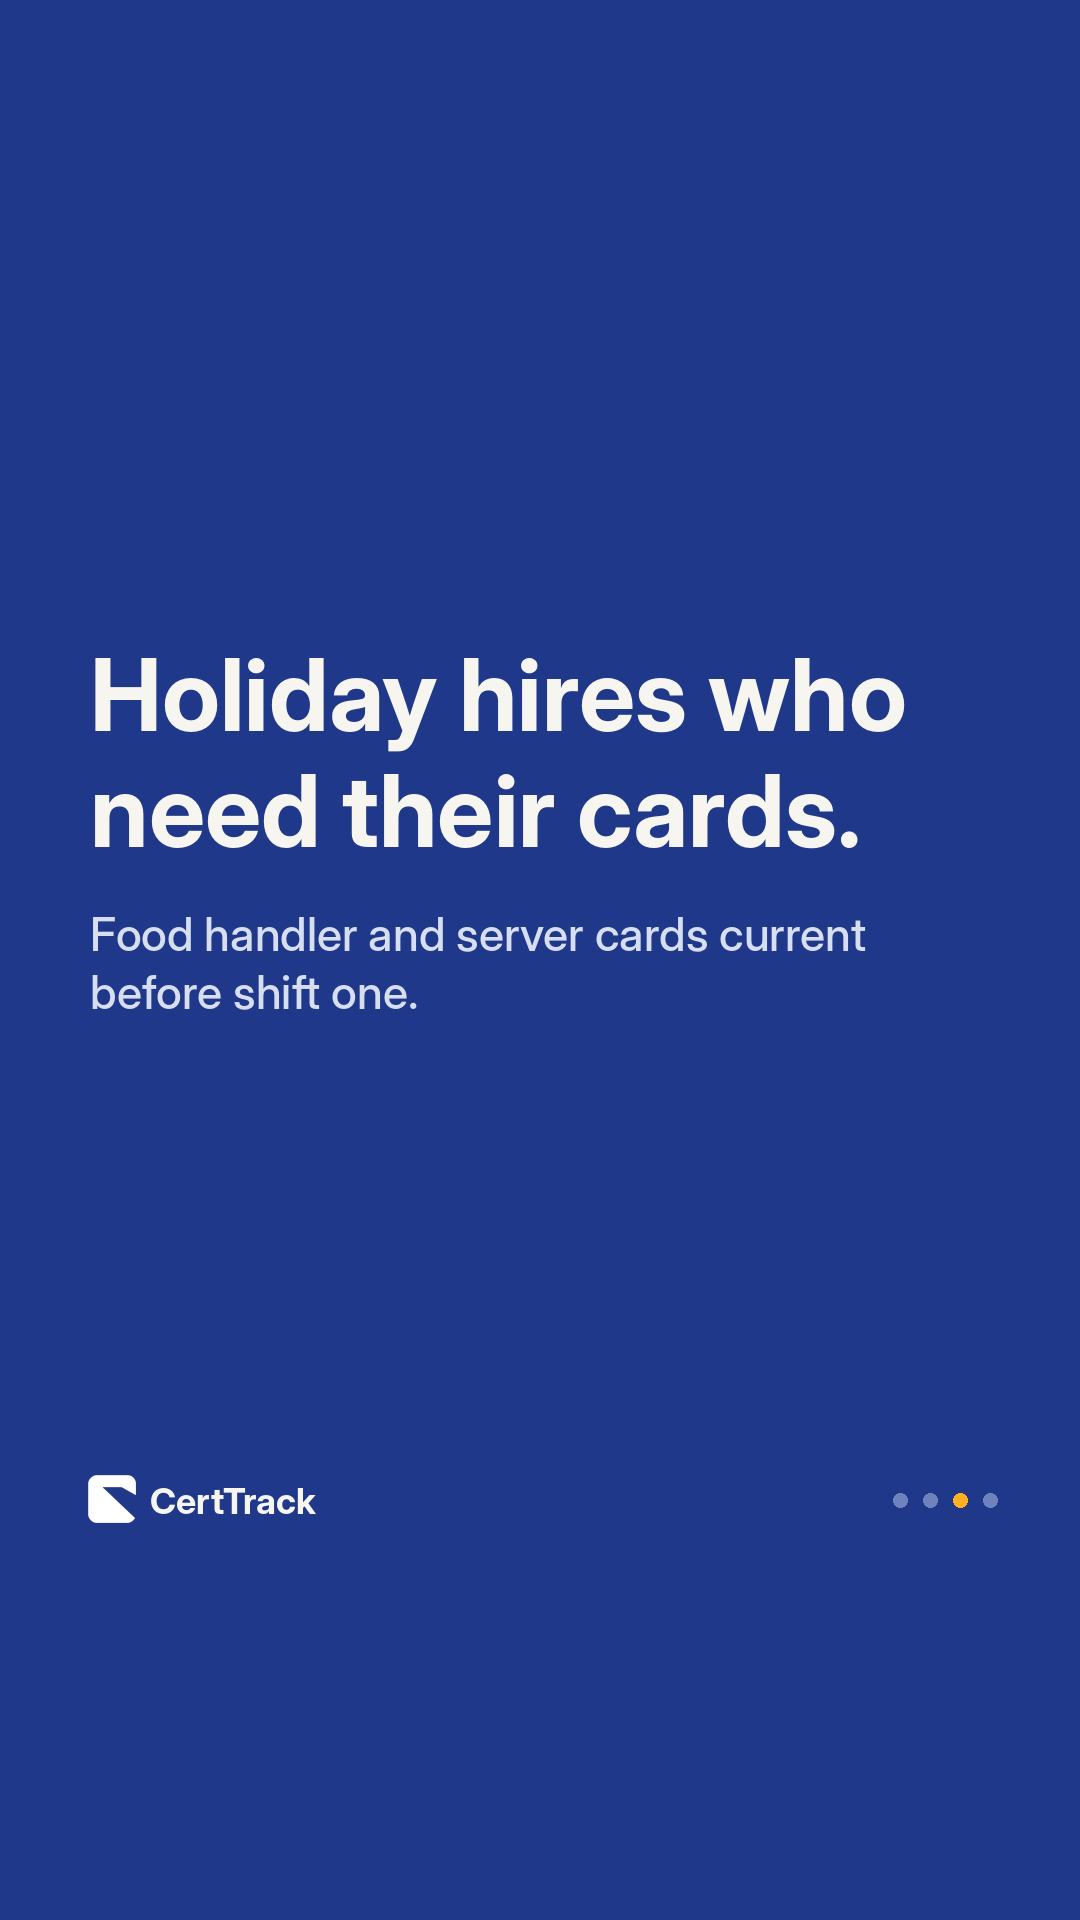 Holiday hires who
need their cards.
Food handler and server cards current
before shift one.
CertTrack